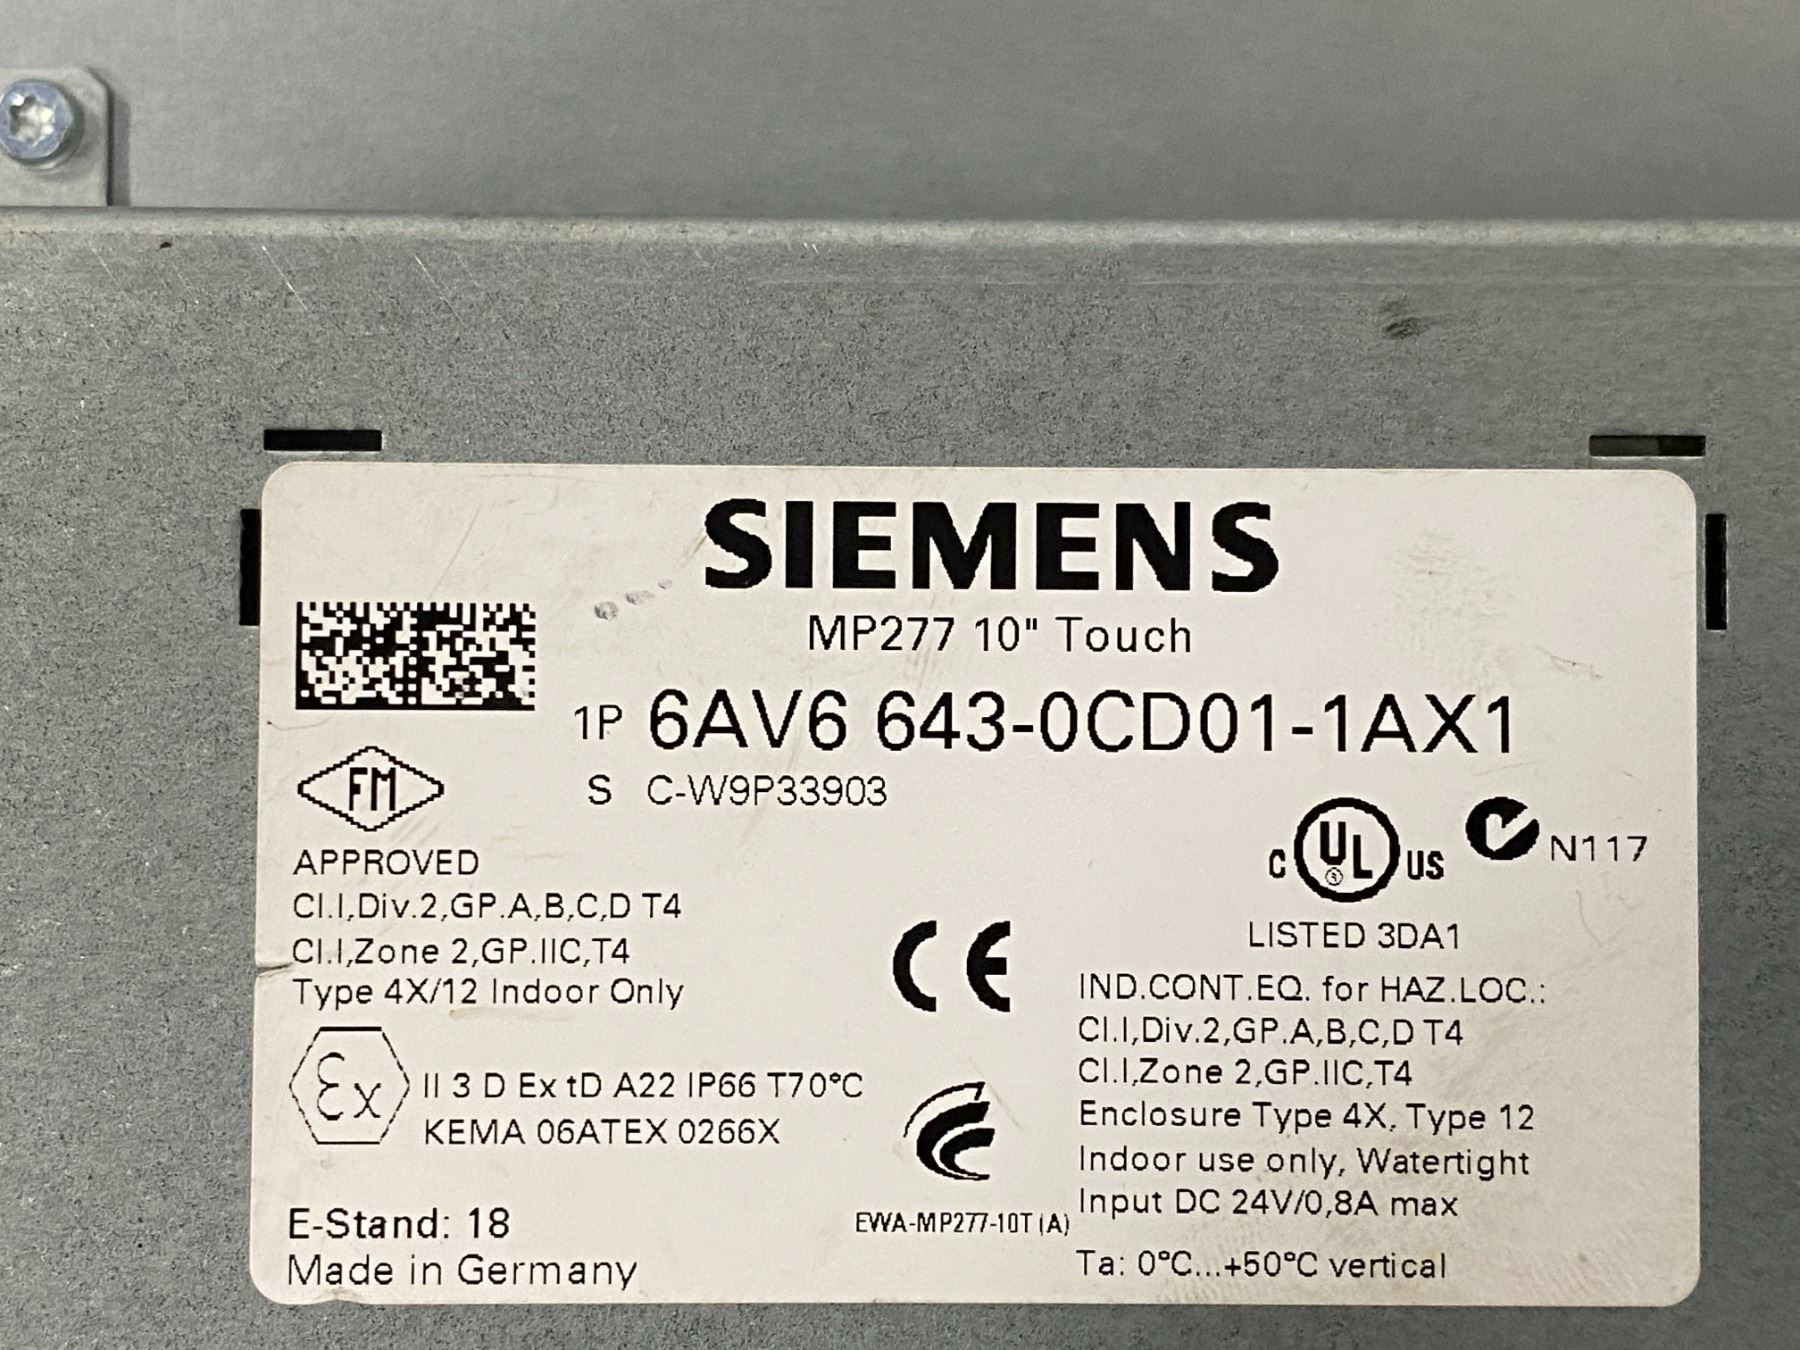 SIEMENS
MP277 10" Touch
1P 6AV6 643-0CD01-1AX1
S C-W9P33903
FM
APPROVED
Cl.I,Div.2,GP.A,B,C,D T4
Cl.I,Zone 2,GP.IIC,T4
Type 4X/12 Indoor Only
Ex
II 3 D Ex tD A22 IP66 T70°C
KEMA 06ATEX 0266X
E-Stand: 18
Made in Germany
CE
EWA-MP277-10T(A)
C UL ® US
N117
LISTED 3DA1
IND.CONT.EQ. for HAZ.LOC.:
Cl.I,Div.2,GP.A,B,C,D T4
Cl.I,Zone 2,GP.IIC,T4
Enclosure Type 4X, Type 12
Indoor use only, Watertight
Input DC 24V/0,8A max
Ta: 0°C...+50°C vertical